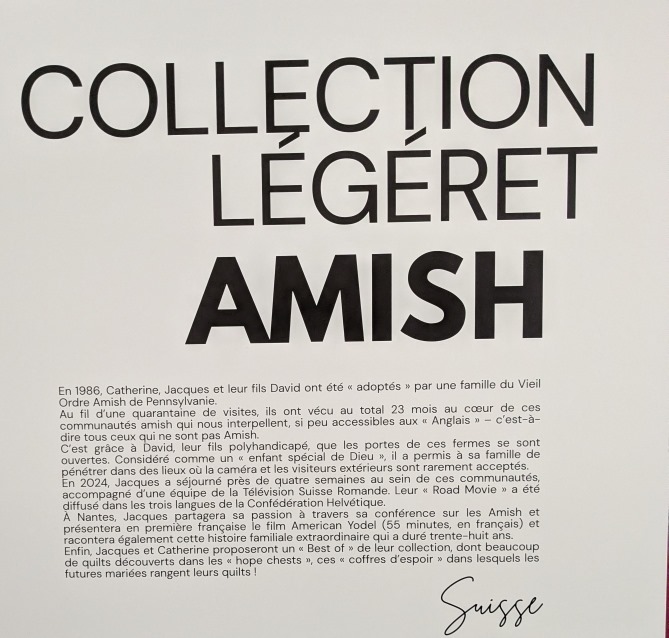 COLLECTION
LÉGÉRET
AMISH
En 1986, Catherine, Jacques et leur fils David ont été « adoptés » par une famille du Vieil
Ordre Amish de Pennsylvanie.
Au fil d'une quarantaine de visites, ils ont vécu au total 23 mois au cœur de ces
communautés amish qui nous interpellent, si peu accessibles aux « Anglais » – c'est-à-
dire tous ceux qui ne sont pas Amish.
C'est grâce à David, leur fils polyhandicapé, que les portes de ces fermes se sont
ouvertes. Considéré comme un « enfant spécial de Dieu », il a permis à sa famille de
pénétrer dans des lieux où la caméra et les visiteurs extérieurs sont rarement acceptés.
En 2024, Jacques a séjourné près de quatre semaines au sein de ces communautés,
accompagné d'une équipe de la Télévision Suisse Romande. Leur « Road Movie » a été
diffusé dans les trois langues de la Confédération Helvétique.
À Nantes, Jacques partagera sa passion à travers sa conférence sur les Amish et
présentera en première française le film American Yodel (55 minutes, en français) et
racontera également cette histoire familiale extraordinaire qui a duré trente-huit ans.
Enfin, Jacques et Catherine proposeront un « Best of » de leur collection, dont beaucoup
de quilts découverts dans les « hope chests », ces « coffres d'espoir » dans lesquels les
futures mariées rangent leurs quilts !
Suisse